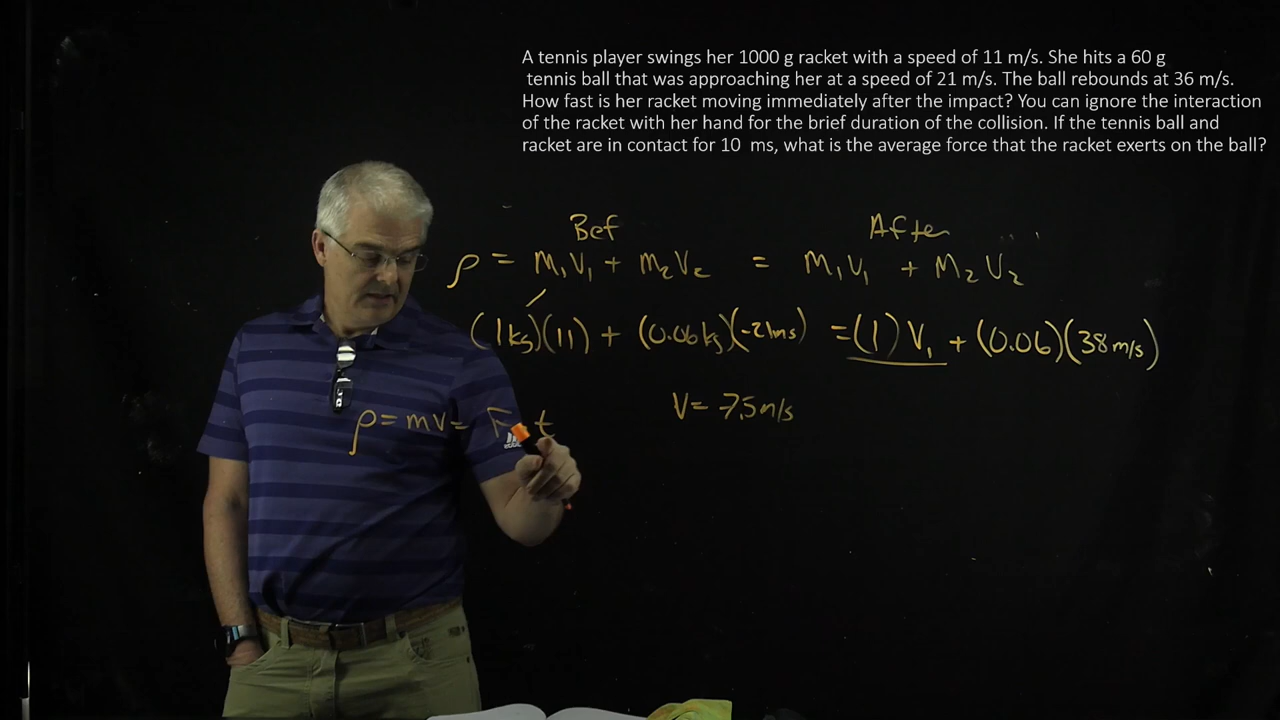 A tennis player swings her 1000 g racket with a speed of 11 m/s. She hits a 60 g
tennis ball that was approaching her at a speed of 21 m/s. The ball rebounds at 36 m/s.
How fast is her racket moving immediately after the impact? You can ignore the interaction
of the racket with her hand for the brief duration of the collision. If the tennis ball and
racket are in contact for 10 ms, what is the average force that the racket exerts on the ball?
Bef After
ρ = m₁V₁ + m₂V₂ = m₁V₁ + m₂V₂
(1kg)(11) + (0.06kg)(-21ms) = (1)V₁ + (0.06)(38m/s)
V= 7.5m/s
ρ = mV = F t
adidas